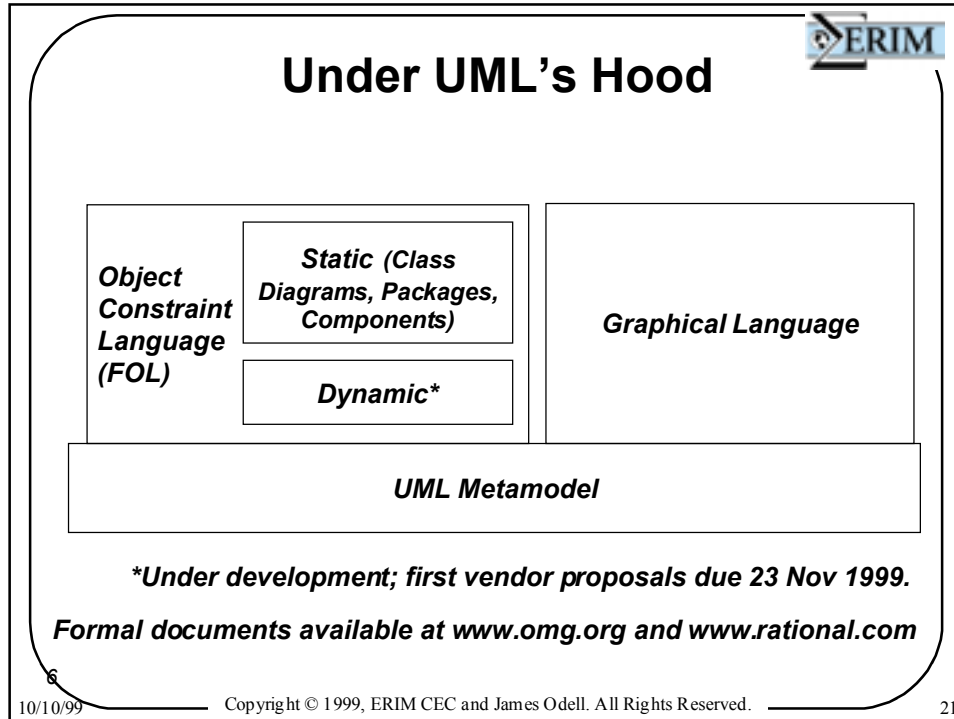 ERIM
Under UML's Hood
Object
Constraint
Language
(FOL)
Static (Class
Diagrams, Packages,
Components)
Dynamic*
Graphical Language
UML Metamodel
*Under development; first vendor proposals due 23 Nov 1999.
Formal documents available at www.omg.org and www.rational.com
6
10/10/99
Copyright © 1999, ERIM CEC and James Odell. All Rights Reserved.
21